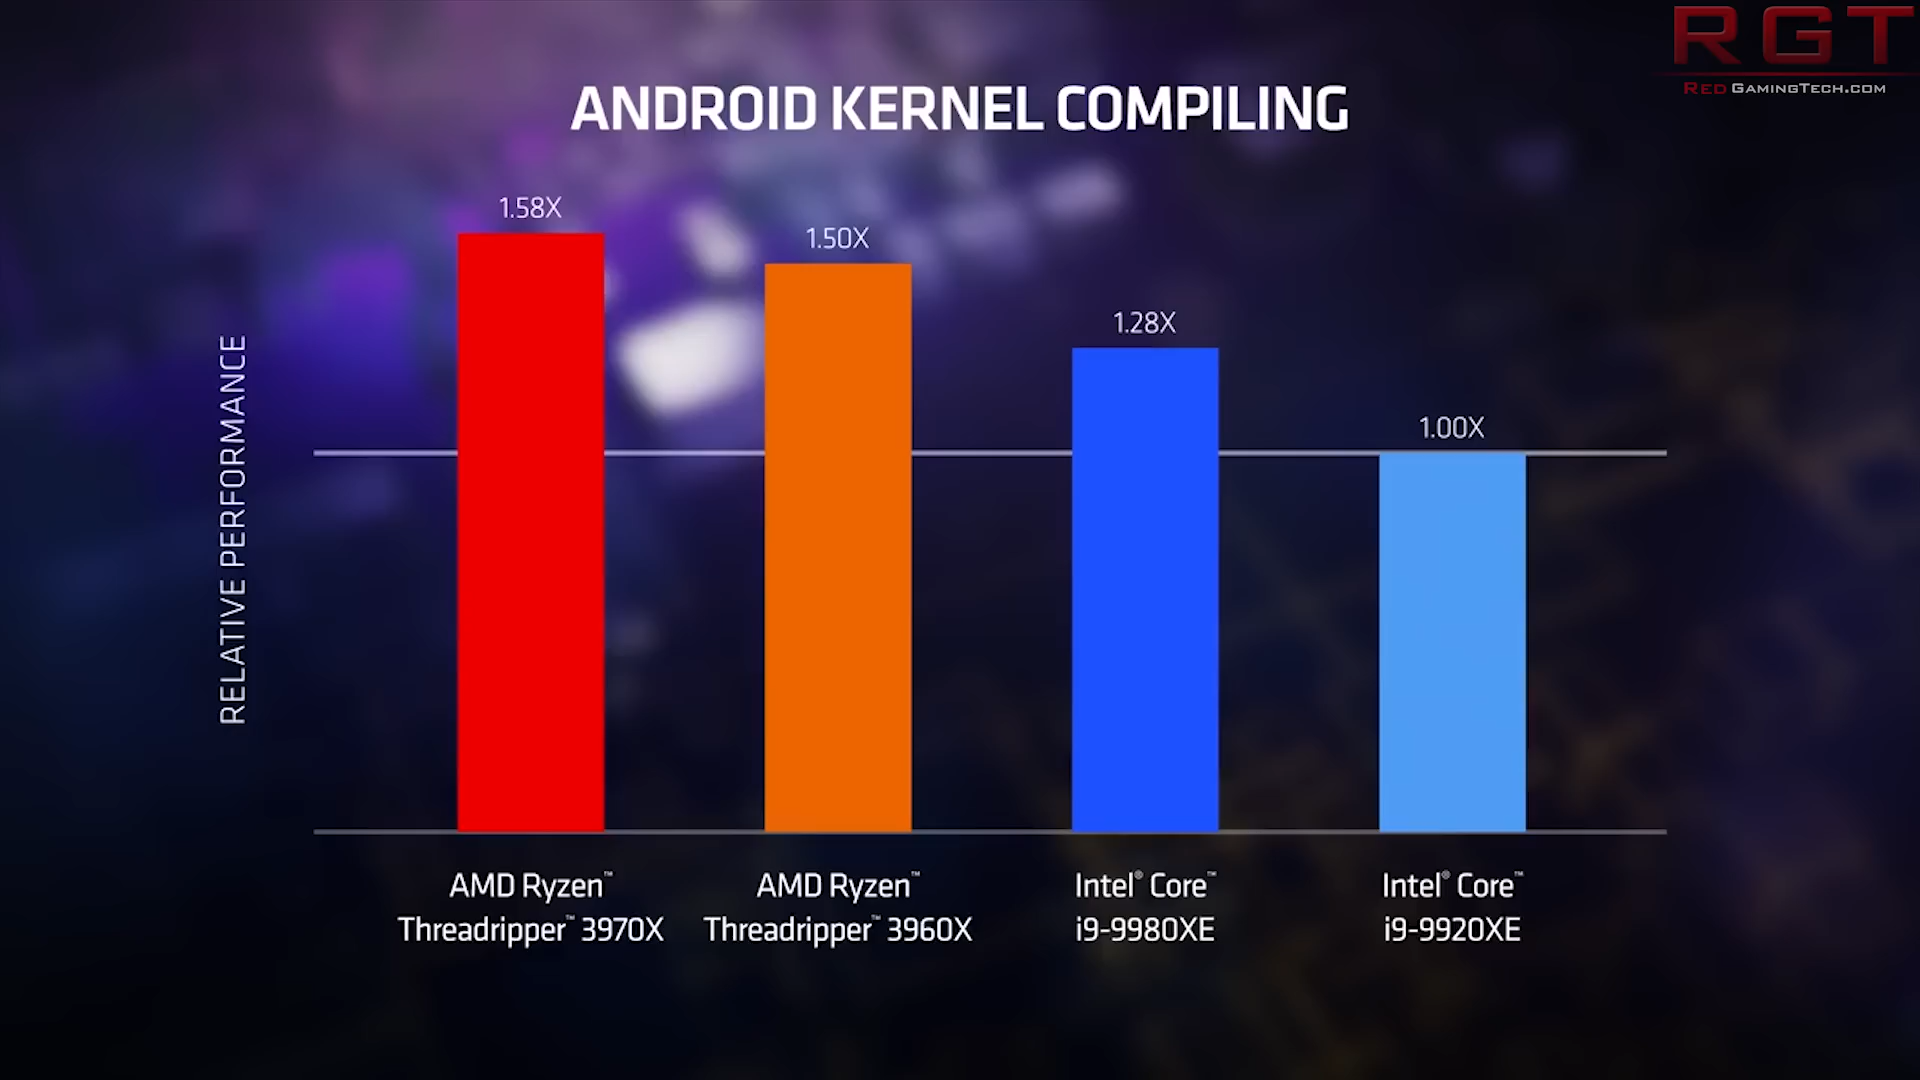 RGT
RED GAMINGTECH.COM
ANDROID KERNEL COMPILING
1.58X
1.50X
1.28X
1.00X
RELATIVE PERFORMANCE
AMD Ryzen™
Threadripper™ 3970X
AMD Ryzen™
Threadripper™ 3960X
Intel® Core™
i9-9980XE
Intel® Core™
i9-9920XE